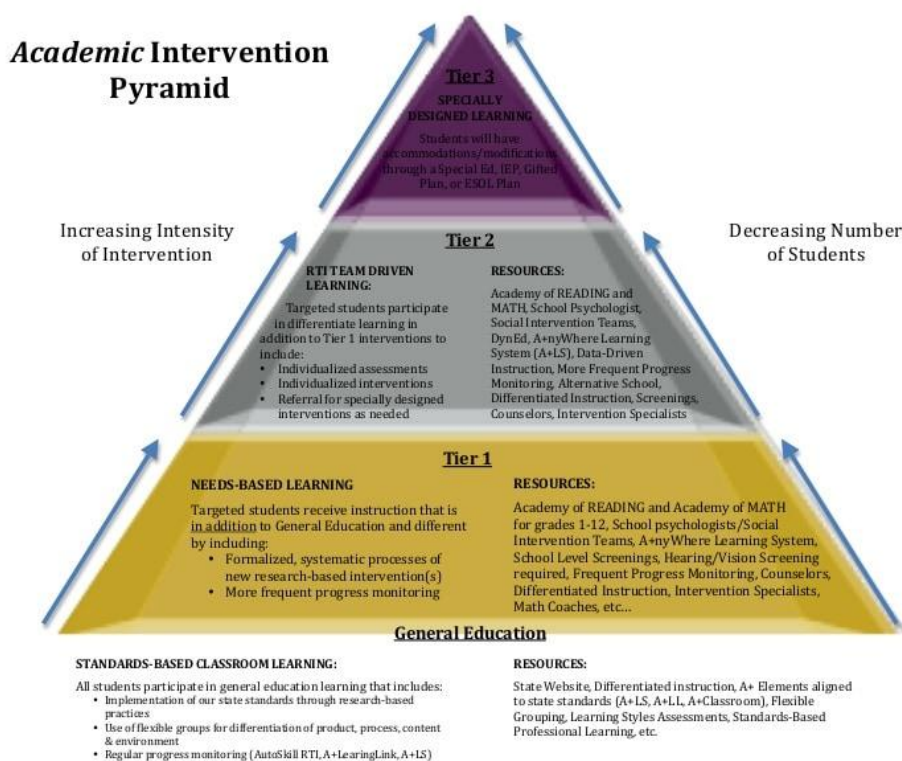 Academic Intervention
Pyramid
Increasing Intensity
of Intervention
Decreasing Number
of Students
Tier 3
SPECIALLY
DESIGNED LEARNING
Students will have
accommodations/modifications
through a Special Ed, IEP, Gifted
Plan, or ESOL Plan
Tier 2
RTI TEAM DRIVEN
LEARNING:
Targeted students participate
in differentiate learning in
addition to Tier 1 interventions to
include:
• Individualized assessments
• Individualized interventions
• Referral for specially designed
interventions as needed
RESOURCES:
Academy of READING and
MATH, School Psychologist,
Social Intervention Teams,
DynEd, A+nyWhere Learning
System (A+LS), Data-Driven
Instruction, More Frequent Progress
Monitoring, Alternative School,
Differentiated Instruction, Screenings,
Counselors, Intervention Specialists
Tier 1
NEEDS-BASED LEARNING
Targeted students receive instruction that is
in addition to General Education and different
by including:
• Formalized, systematic processes of
new research-based intervention(s)
• More frequent progress monitoring
RESOURCES:
Academy of READING and Academy of MATH
for grades 1-12, School psychologists/Social
Intervention Teams, A+nyWhere Learning System,
School Level Screenings, Hearing/Vision Screening
required, Frequent Progress Monitoring, Counselors,
Differentiated Instruction, Intervention Specialists,
Math Coaches, etc...
General Education
STANDARDS-BASED CLASSROOM LEARNING:
All students participate in general education learning that includes:
• Implementation of our state standards through research-based
practices
• Use of flexible groups for differentiation of product, process, content
& environment
• Regular progress monitoring (AutoSkill RTI, A+LearingLink, A+LS)
RESOURCES:
State Website, Differentiated instruction, A+ Elements aligned
to state standards (A+LS, A+LL, A+Classroom), Flexible
Grouping, Learning Styles Assessments, Standards-Based
Professional Learning, etc.